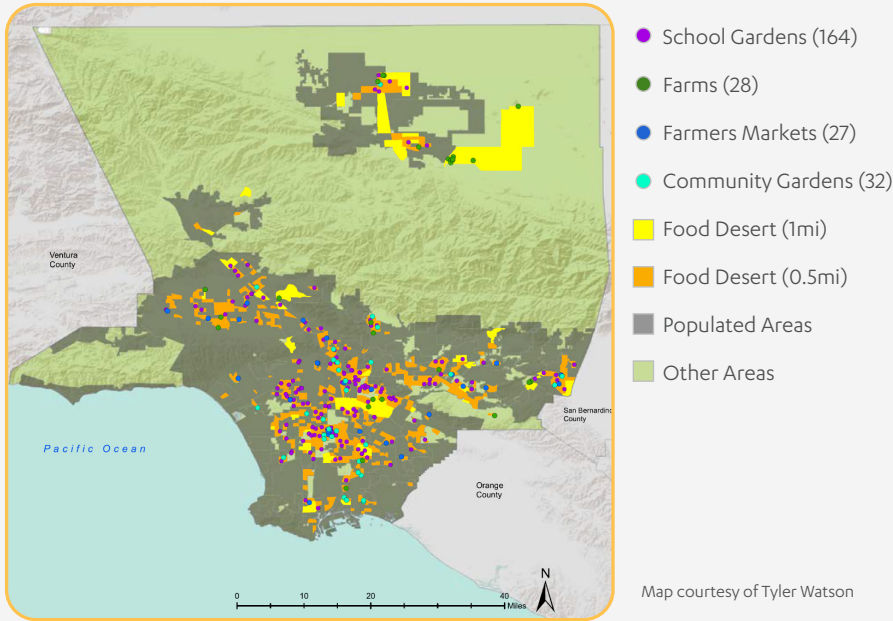 School Gardens (164)
Farms (28)
Farmers Markets (27)
Community Gardens (32)
Food Desert (1mi)
Food Desert (0.5mi)
Populated Areas
Other Areas
Ventura
County
San Bernardino
County
Pacific Ocean
Orange
County
N
0 10 20 40
Miles
Map courtesy of Tyler Watson